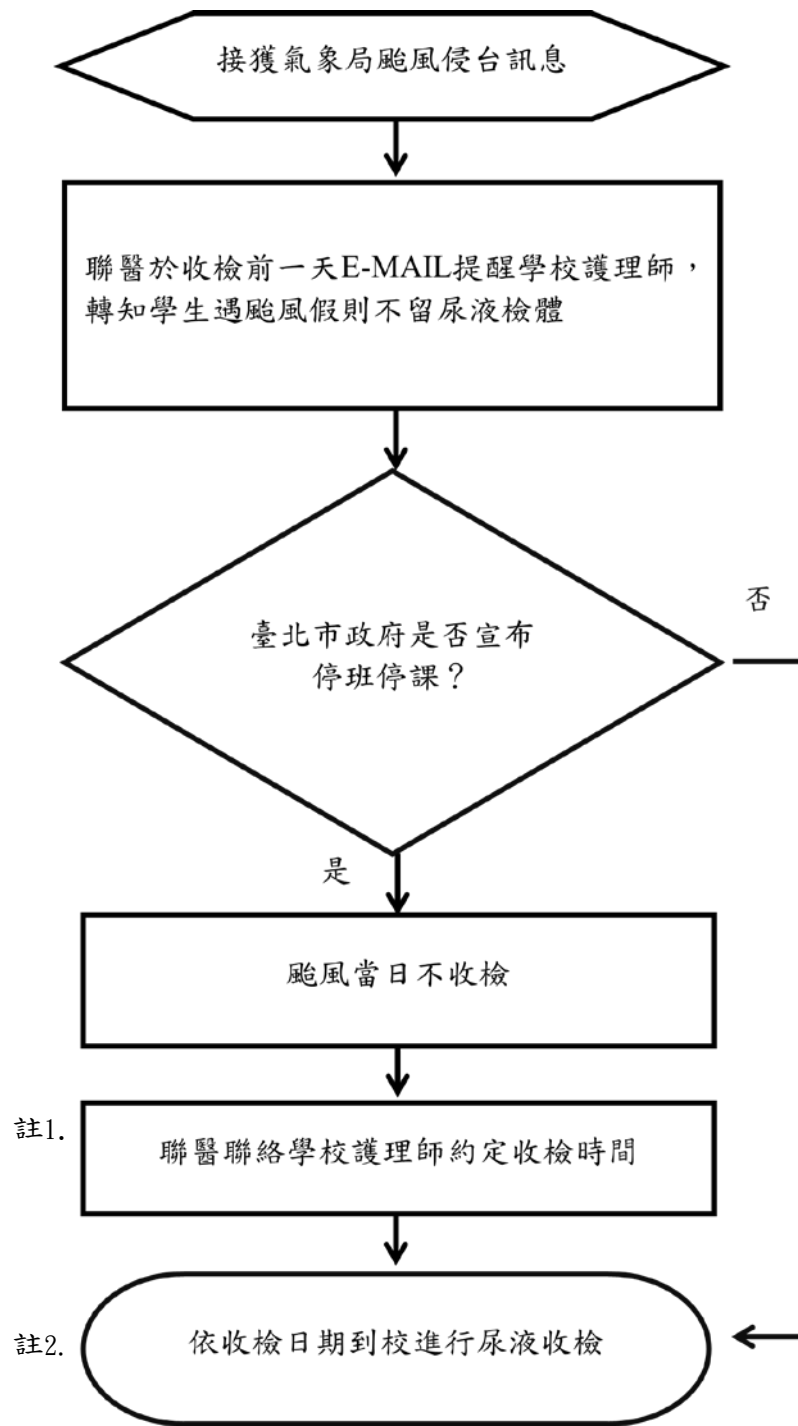 接獲氣象局颱風侵台訊息
聯醫於收檢前一天E-MAIL提醒學校護理師，
轉知學生遇颱風假則不留尿液檢體
否
臺北市政府是否宣布
停班停課？
是
颱風當日不收檢
註1.
聯醫聯絡學校護理師約定收檢時間
註2.
依收檢日期到校進行尿液收檢